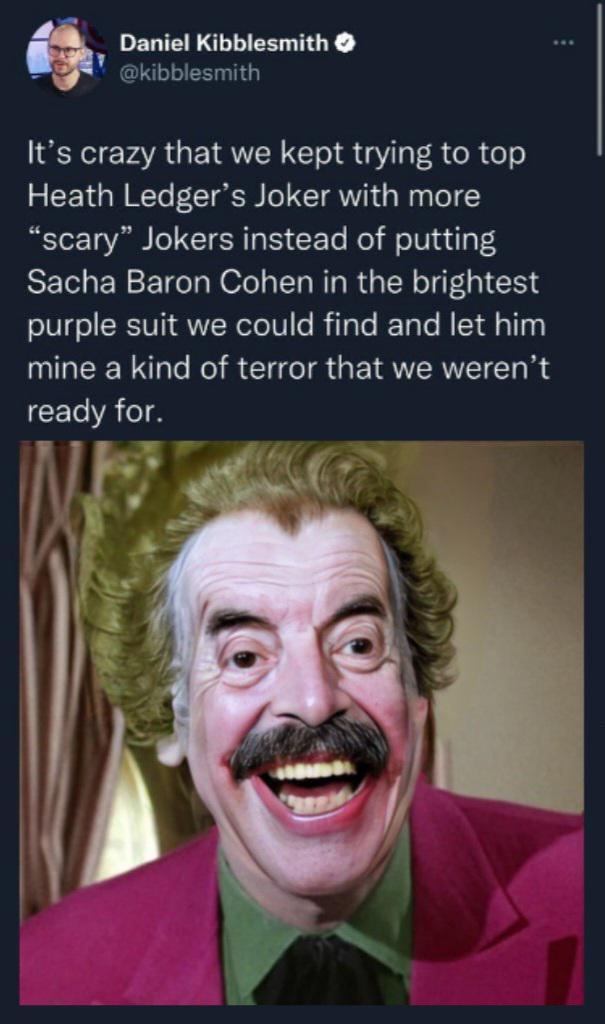 Daniel Kibblesmith
@kibblesmith
It’s crazy that we kept trying to top
Heath Ledger’s Joker with more
“scary” Jokers instead of putting
Sacha Baron Cohen in the brightest
purple suit we could find and let him
mine a kind of terror that we weren’t
ready for.